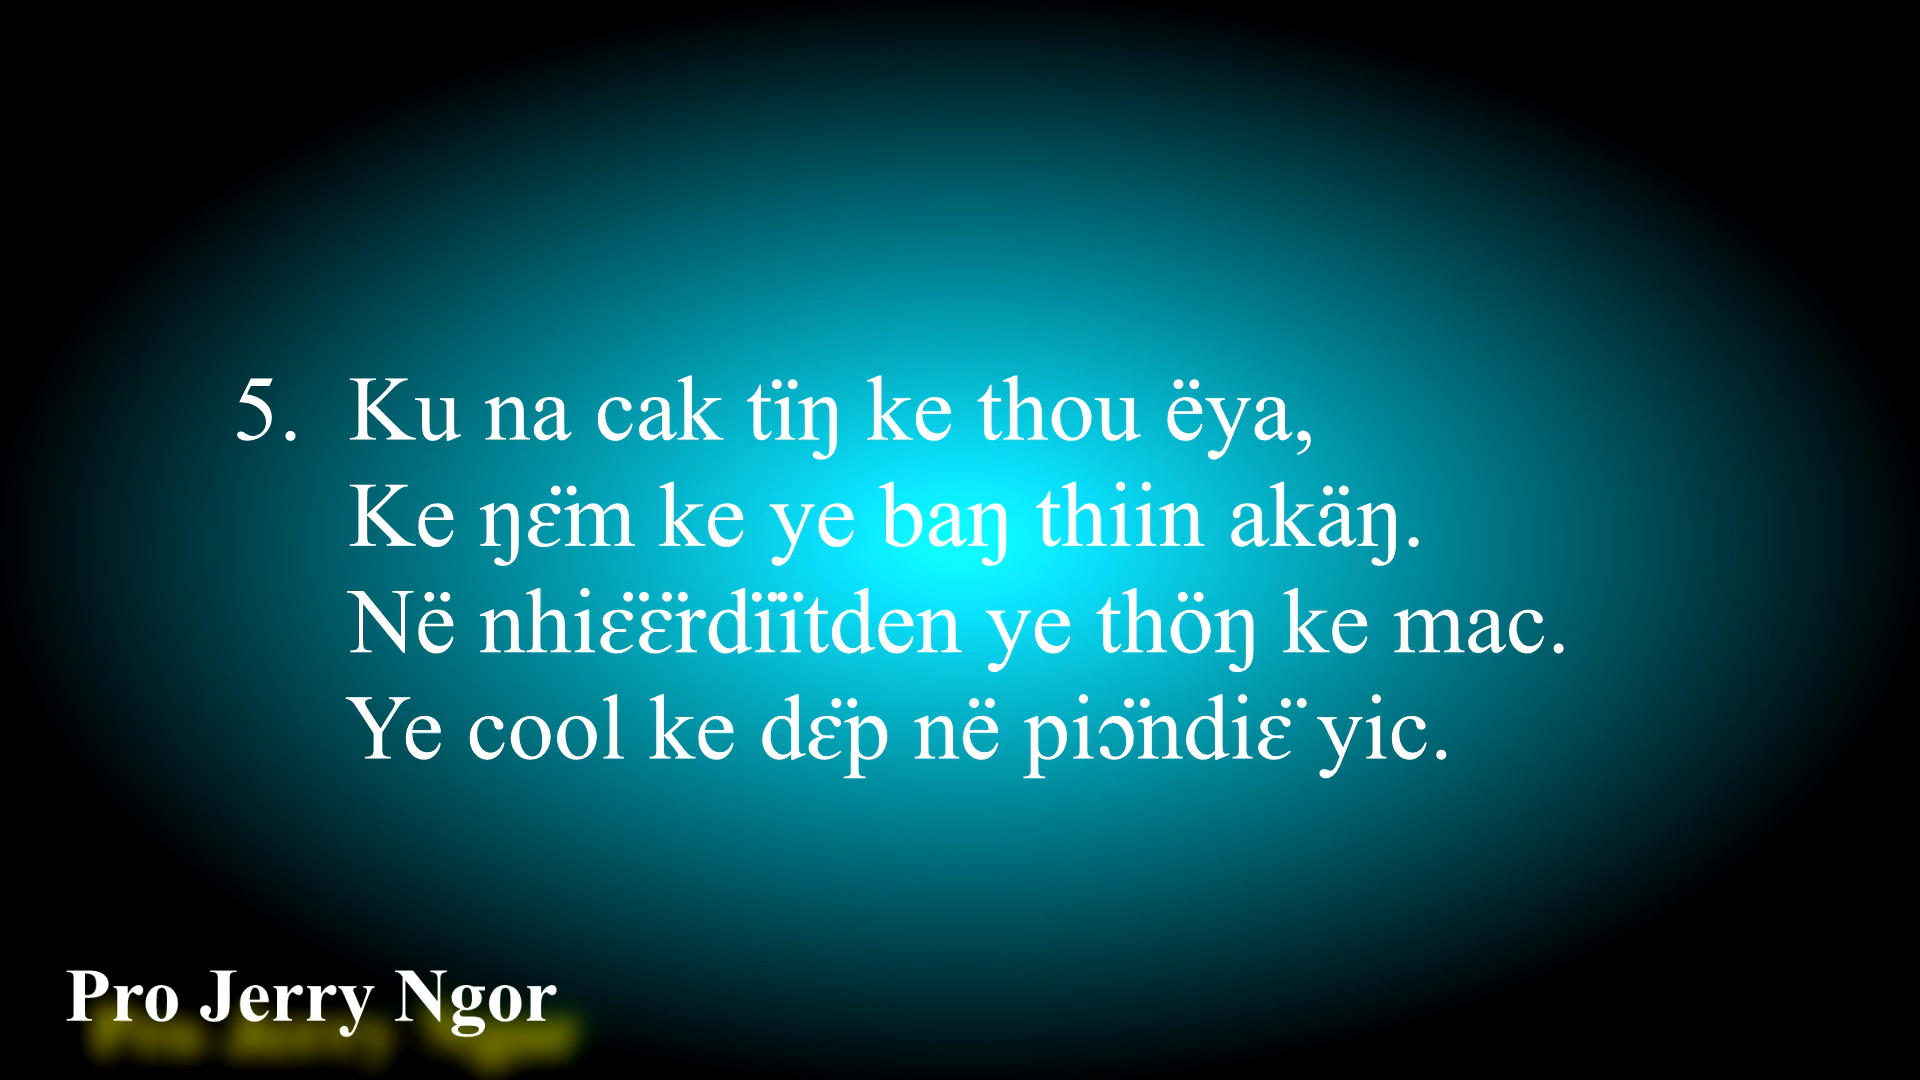 5. Ku na cak tïŋ ke thou ëya,
Ke ŋɛ̈m ke ye baŋ thiin akäŋ.
Në nhiɛ̈ɛ̈rdïïtden ye thöŋ ke mac.
Ye cool ke dɛ̈p në piɔ̈ndiɛ̈ yic.
Pro Jerry Ngor